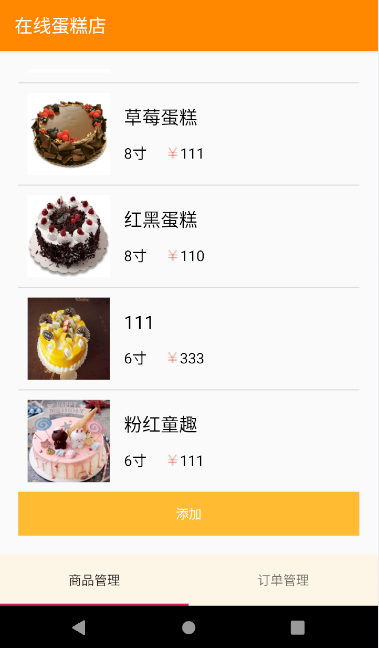 在线蛋糕店
草莓蛋糕
8寸 ￥111
红黑蛋糕
8寸 ￥110
111
6寸 ￥333
粉红童趣
6寸 ￥111
添加
商品管理 订单管理